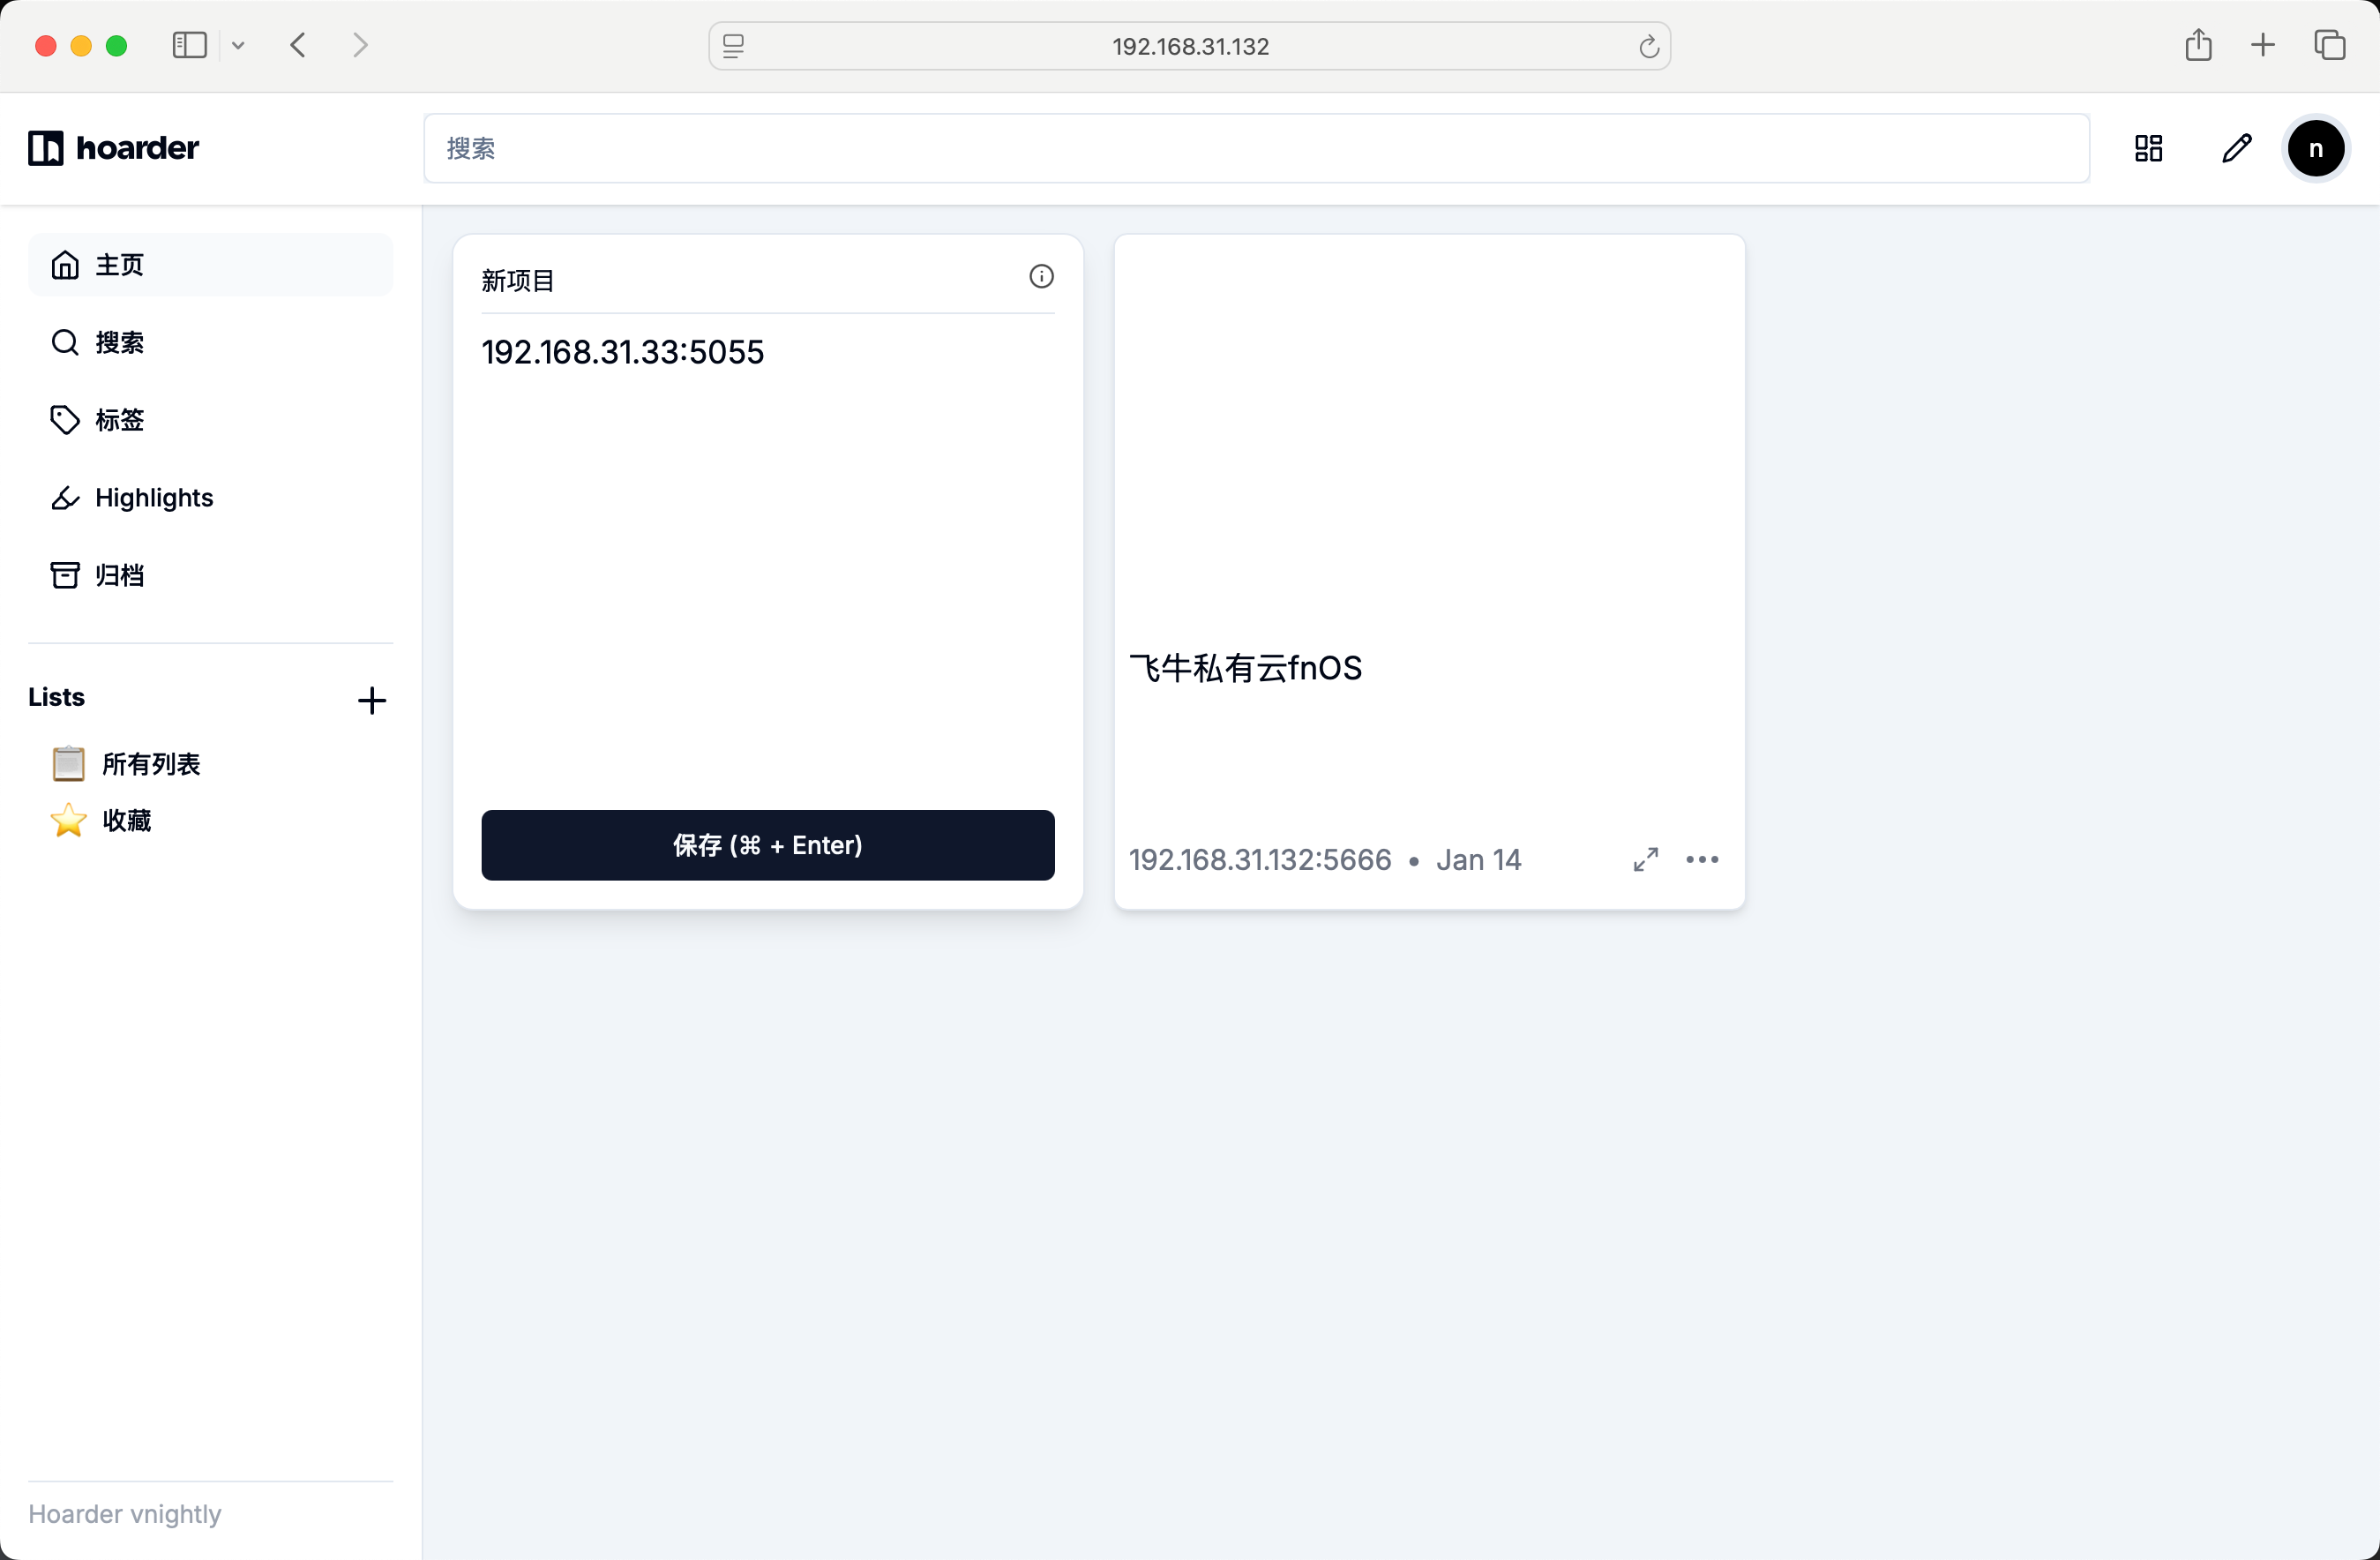 192.168.31.132
hoarder
搜索
n
主页
搜索
标签
Highlights
归档
Lists
所有列表
收藏
Hoarder vnightly
新项目
192.168.31.33:5055
保存 (⌘ + Enter)
飞牛私有云fnOS
192.168.31.132:5666 • Jan 14